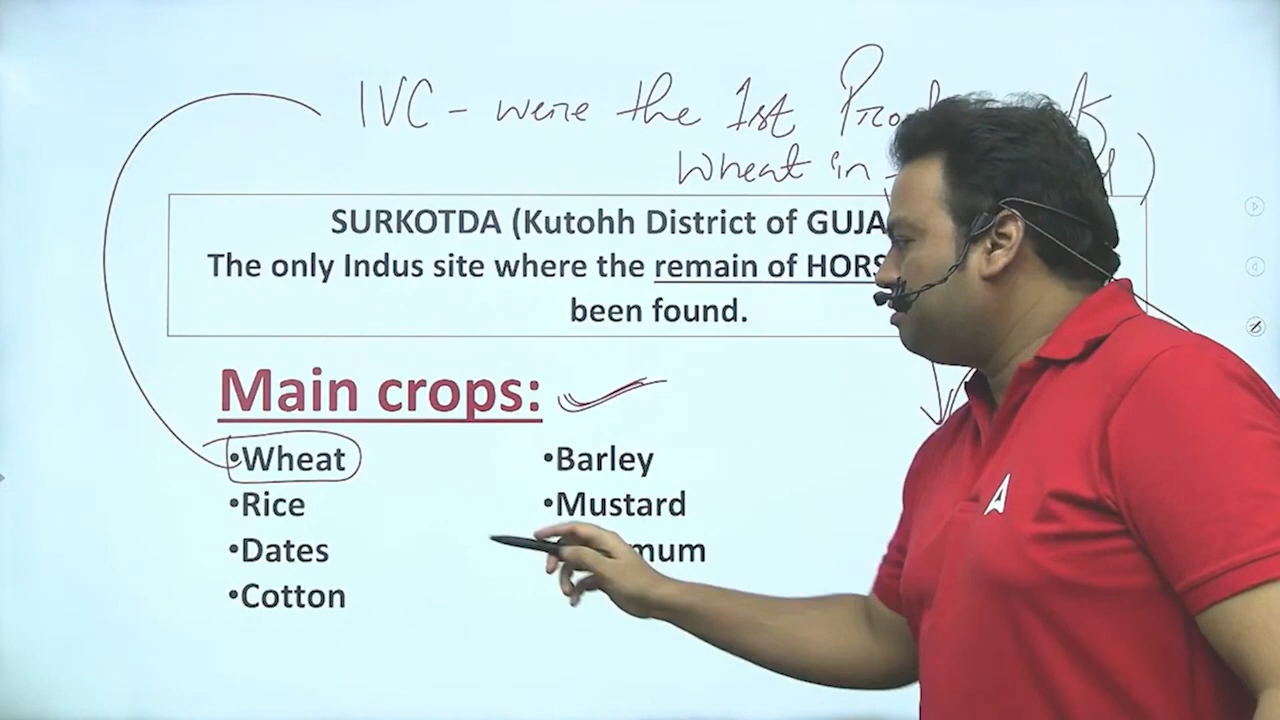 IVC - were the 1st
wheat in
SURKOTDA (Kutohh District of GUJA
The only Indus site where the remain of HORS
been found.
Main crops:
•Wheat
•Barley
•Rice
•Mustard
•Dates
mum
•Cotton